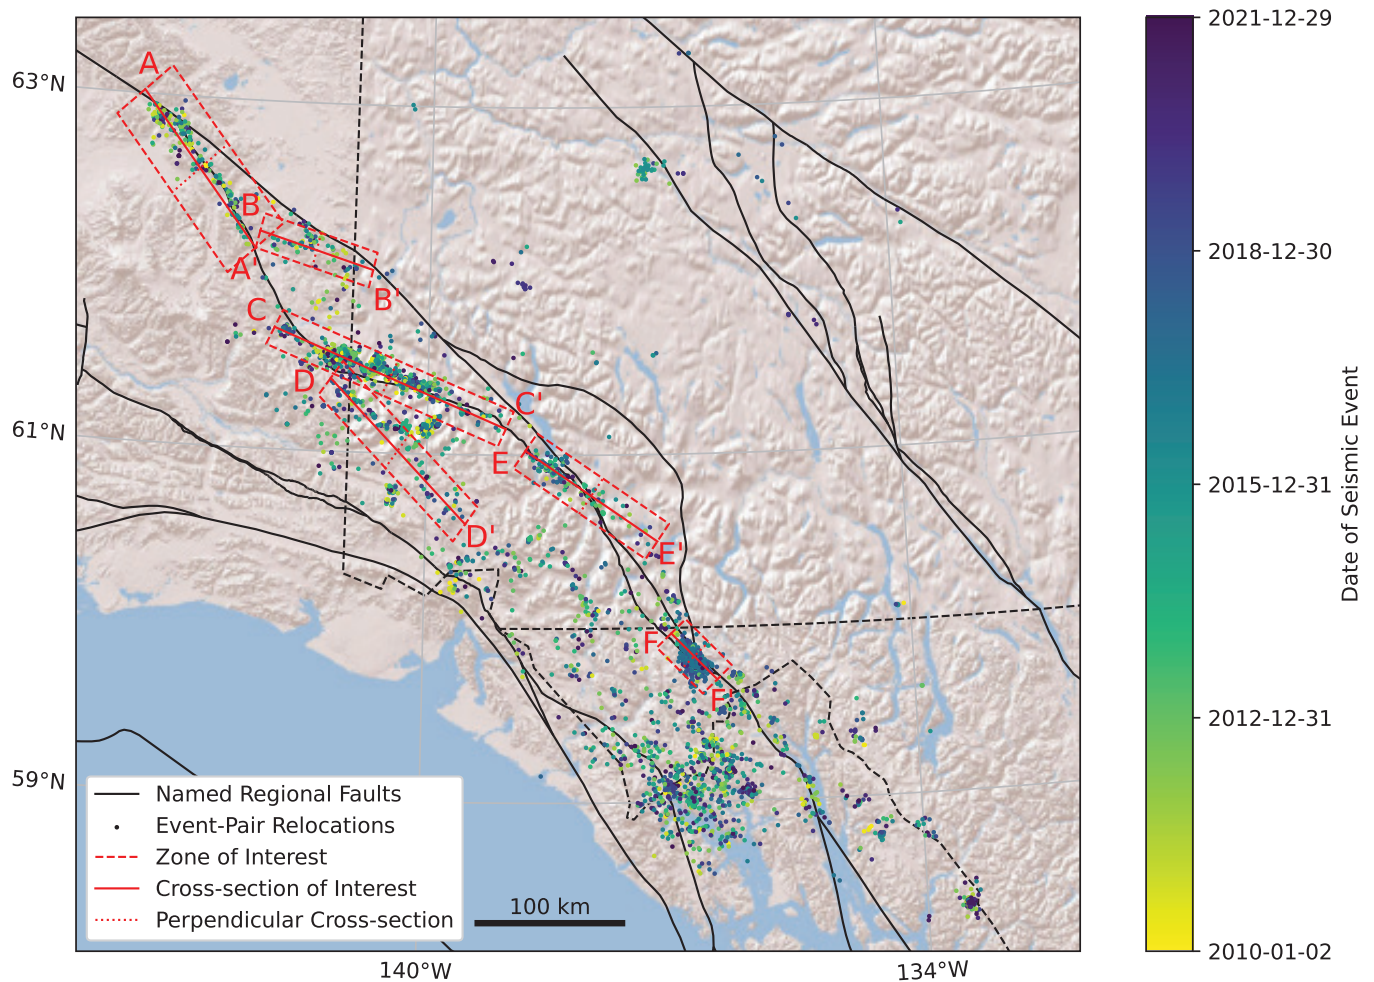 63°N
61°N
59°N
140°W
134°W
A
A'
B
B'
C
C'
D
D'
E
E'
F
F'
Named Regional Faults
Event-Pair Relocations
Zone of Interest
Cross-section of Interest
Perpendicular Cross-section
100 km
2021-12-29
2018-12-30
2015-12-31
2012-12-31
2010-01-02
Date of Seismic Event